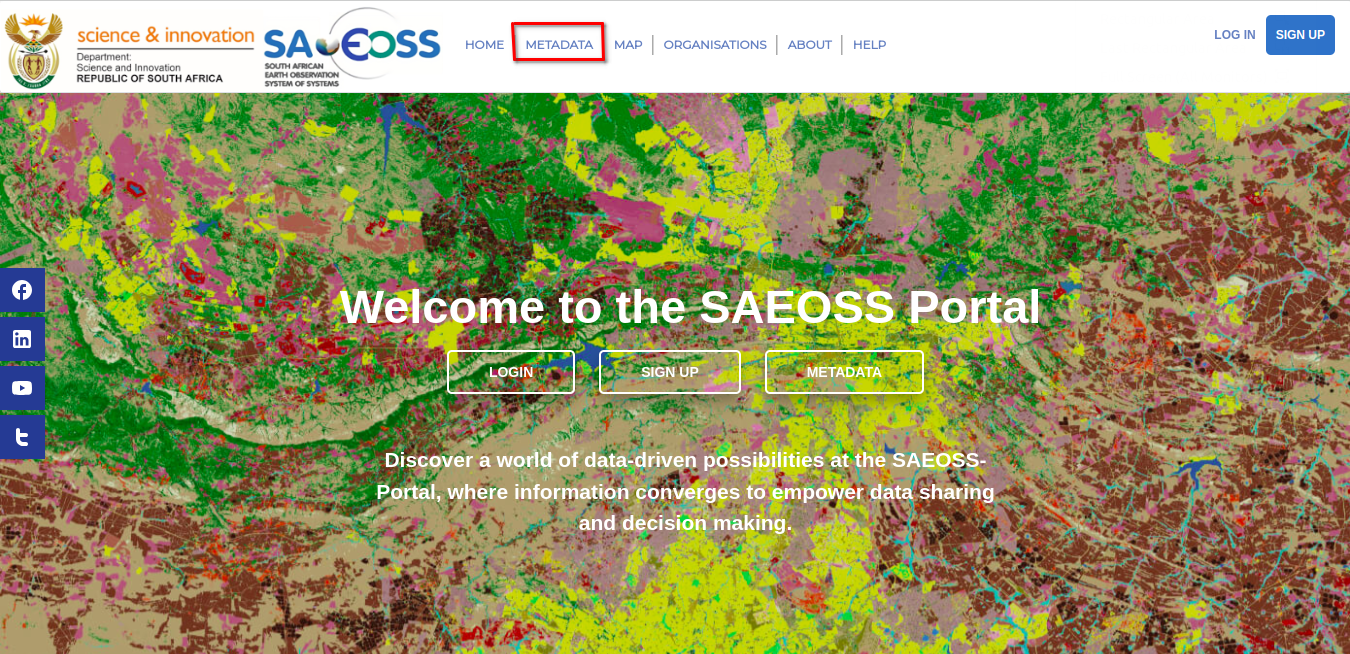 science & innovation
Department:
Science and Innovation
REPUBLIC OF SOUTH AFRICA
SAEOSS
SOUTH AFRICAN
EARTH OBSERVATION
SYSTEM OF SYSTEMS
HOME METADATA MAP ORGANISATIONS ABOUT HELP
LOG IN SIGN UP
Welcome to the SAEOSS Portal
LOGIN SIGN UP METADATA
Discover a world of data-driven possibilities at the SAEOSS-
Portal, where information converges to empower data sharing
and decision making.